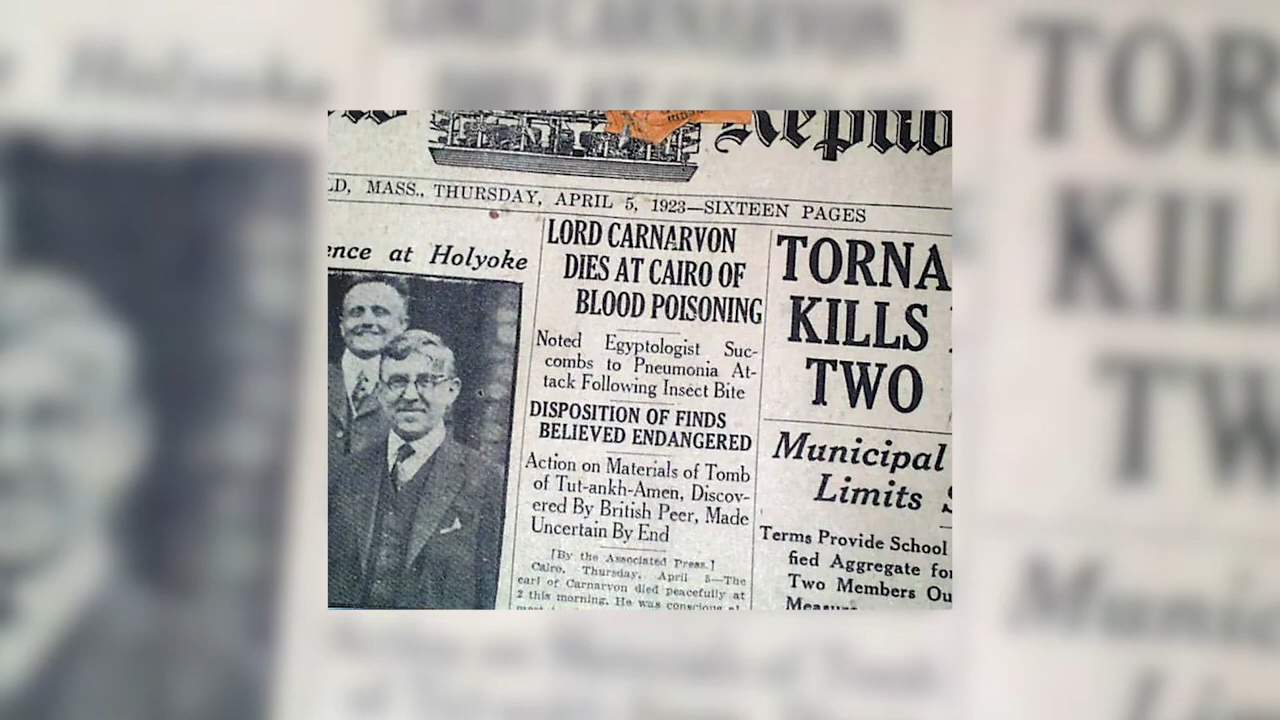 Repub
LD, MASS., THURSDAY, APRIL 5, 1923—SIXTEEN PAGES
ence at Holyoke
LORD CARNARVON
DIES AT CAIRO OF
BLOOD POISONING
Noted Egyptologist Suc-
combs to Pneumonia At-
tack Following Insect Bite
DISPOSITION OF FINDS
BELIEVED ENDANGERED
Action on Materials of Tomb
of Tut-ankh-Amen, Discov-
ered By British Peer, Made
Uncertain By End
[By the Associated Press.]
Cairo, Thursday, April 5—The
earl of Carnarvon died peacefully at
2 this morning. He was conscious al
TORNA
KILLS
TWO
Municipal
Limits S
Terms Provide School
fied Aggregate for
Two Members Ou
Measur